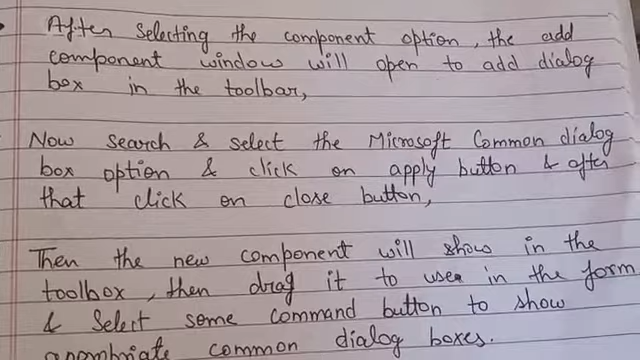 After selecting the component option, the add
component window will open to add dialog
box in the toolbar,
Now search & select the Microsoft Common dialog
box option & click on apply button & after
that click on close button,
Then the new component will show in the
toolbox, then drag it to use in the form
& Select some command button to show
appropriate common dialog boxes.